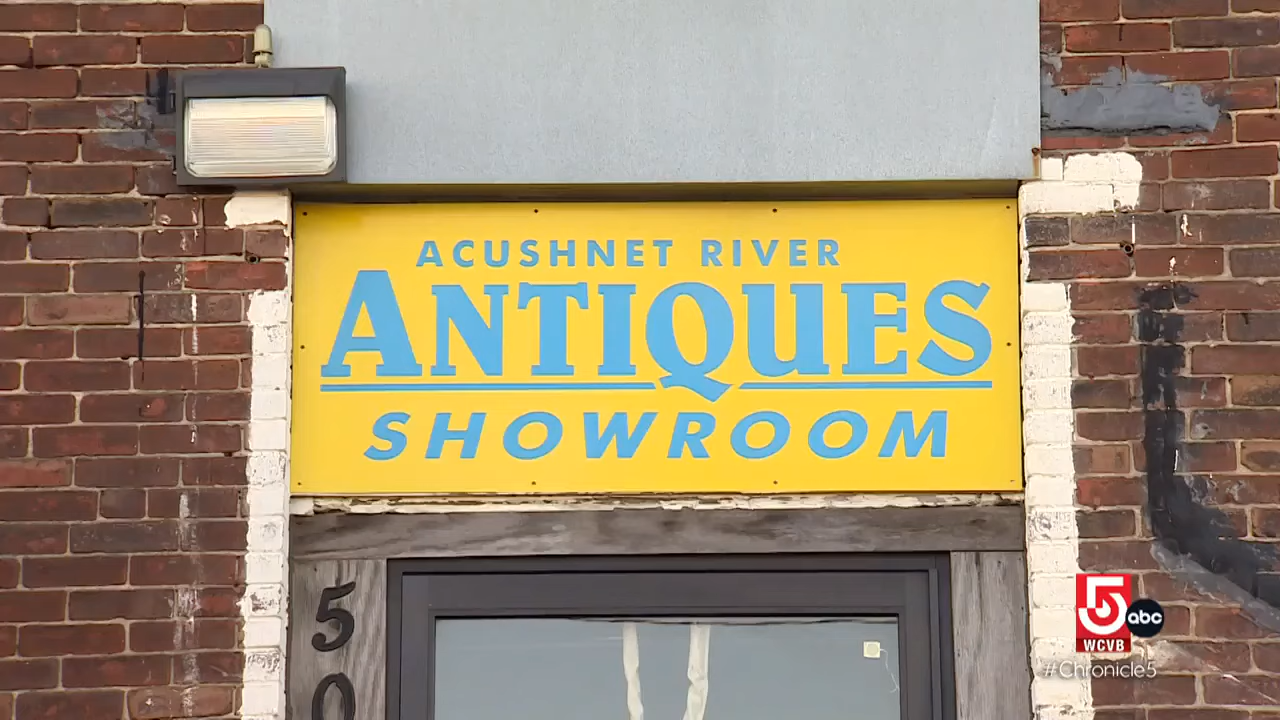 ACUSHNET RIVER
ANTIQUES
SHOWROOM
5
0
5 abc
WCVB
#Chronicle5